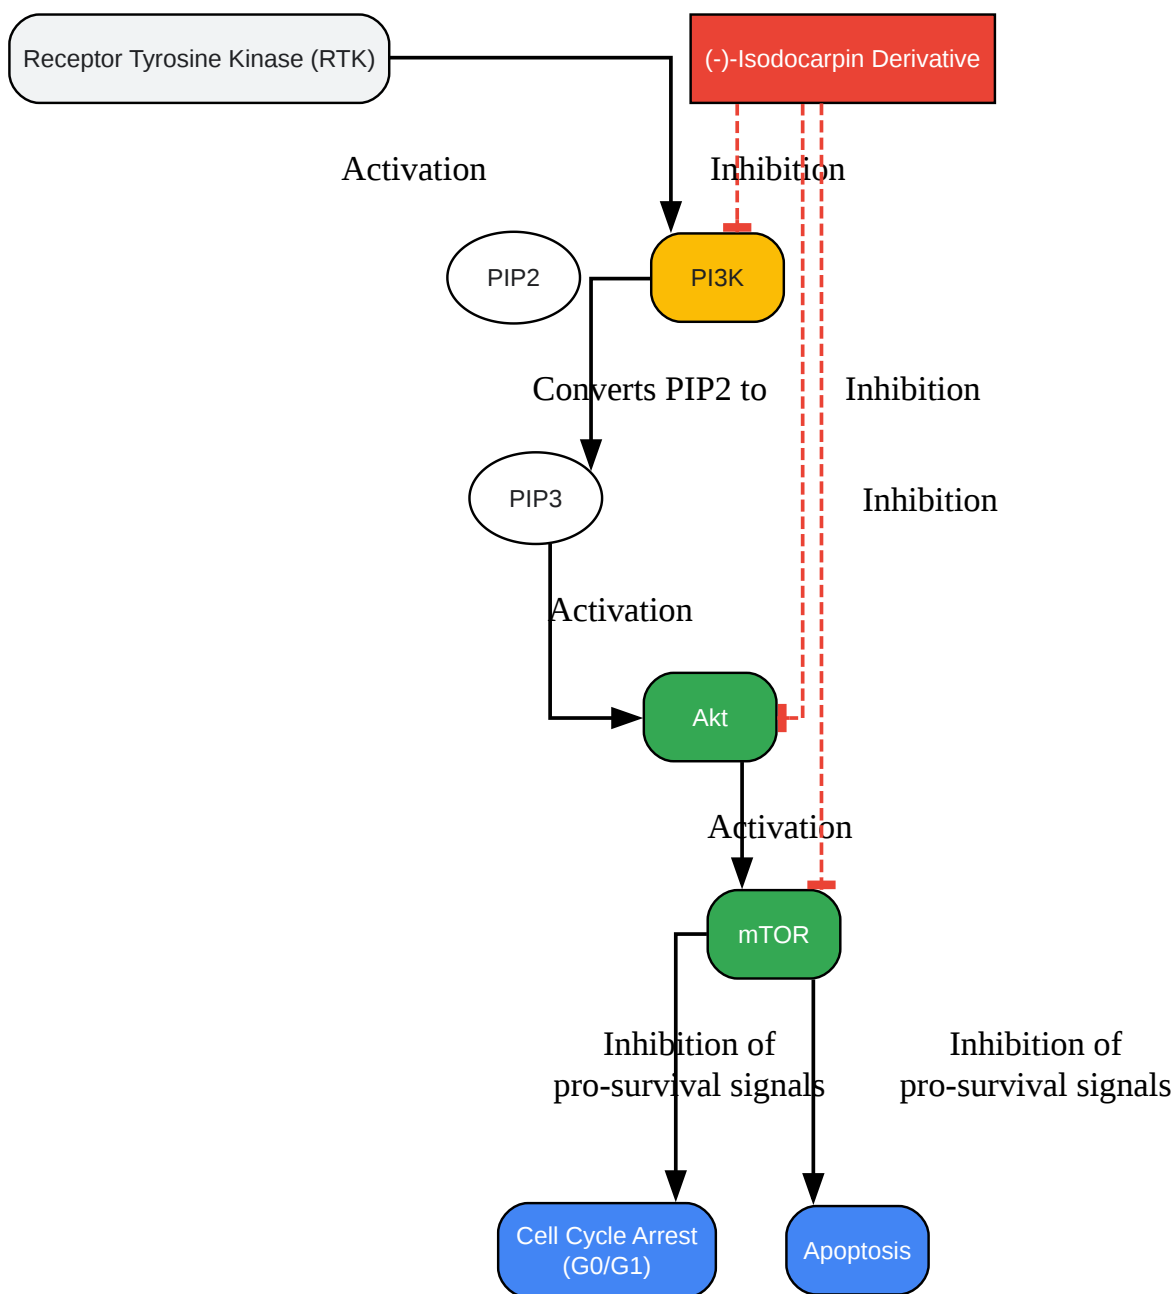 Receptor Tyrosine Kinase (RTK)
(-)-Isodocarpin Derivative
Activation
Inhibition
PIP2
PI3K
Converts PIP2 to
Inhibition
PIP3
Inhibition
Activation
Akt
Activation
mTOR
Inhibition of
pro-survival signals
Inhibition of
pro-survival signals
Cell Cycle Arrest
(G0/G1)
Apoptosis